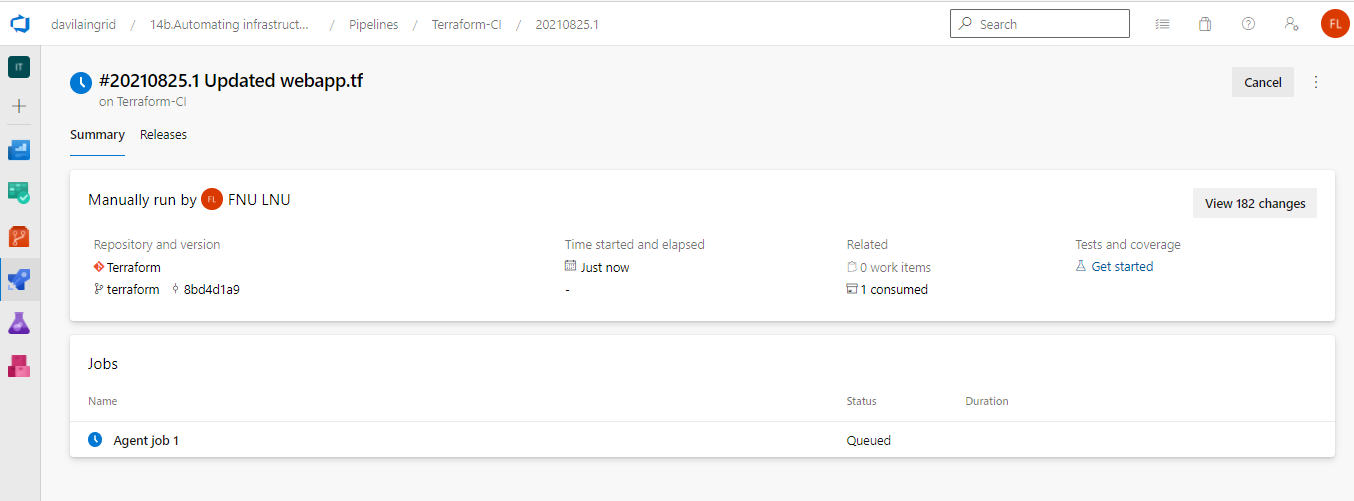 davilaingrid / 14b.Automating infrastruct... / Pipelines / Terraform-CI / 20210825.1 Search FL
IT
#20210825.1 Updated webapp.tf Cancel
on Terraform-CI
Summary Releases
Manually run by FL FNU LNU View 182 changes
Repository and version Time started and elapsed Related Tests and coverage
Terraform Just now 0 work items Get started
terraform 8bd4d1a9 - 1 consumed
Jobs
Name Status Duration
Agent job 1 Queued